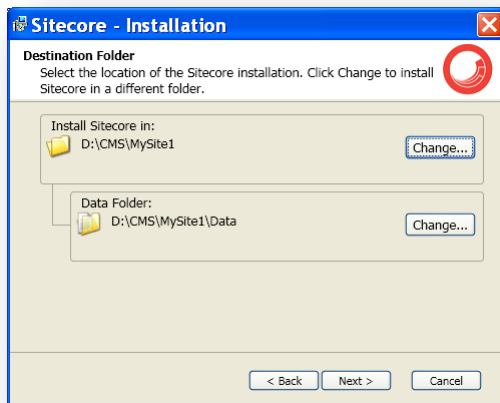 Sitecore - Installation
Destination Folder
Select the location of the Sitecore installation. Click Change to install
Sitecore in a different folder.
Install Sitecore in:
D:\CMS\MySite1
Change...
Data Folder:
D:\CMS\MySite1\Data
Change...
< Back Next > Cancel